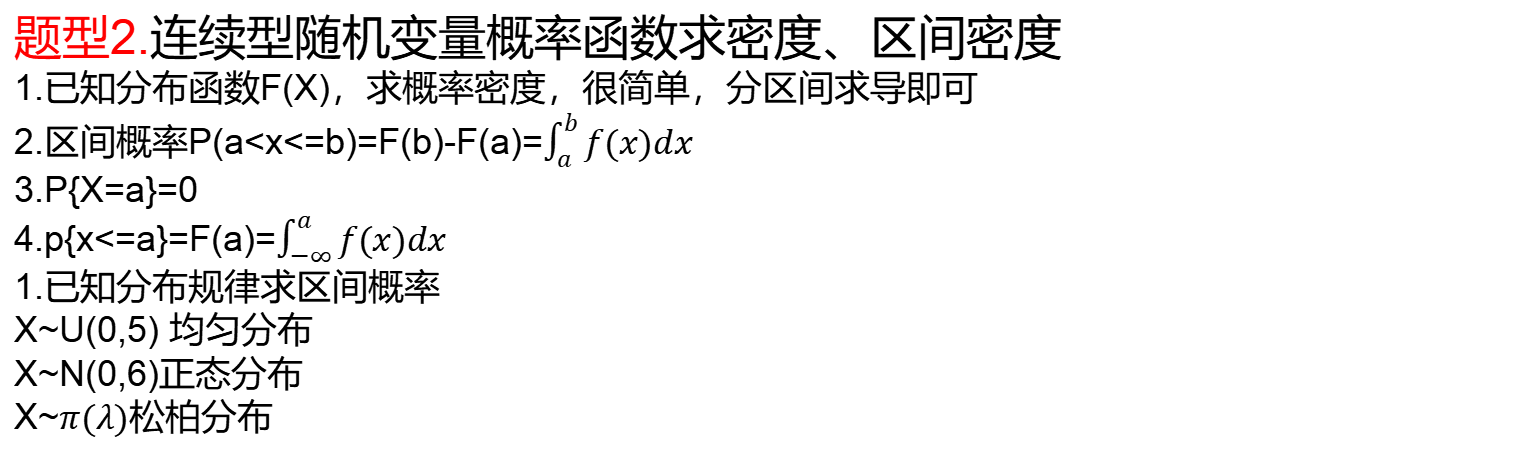 题型2.连续型随机变量概率函数求密度、区间密度
1.已知分布函数F(X)，求概率密度，很简单，分区间求导即可
2.区间概率P(a<x<=b)=F(b)-F(a)=∫_a^b f(x)dx
3.P{X=a}=0
4.p{x<=a}=F(a)=∫_{-∞}^a f(x)dx
1.已知分布规律求区间概率
X~U(0,5) 均匀分布
X~N(0,6)正态分布
X~π(λ)松柏分布